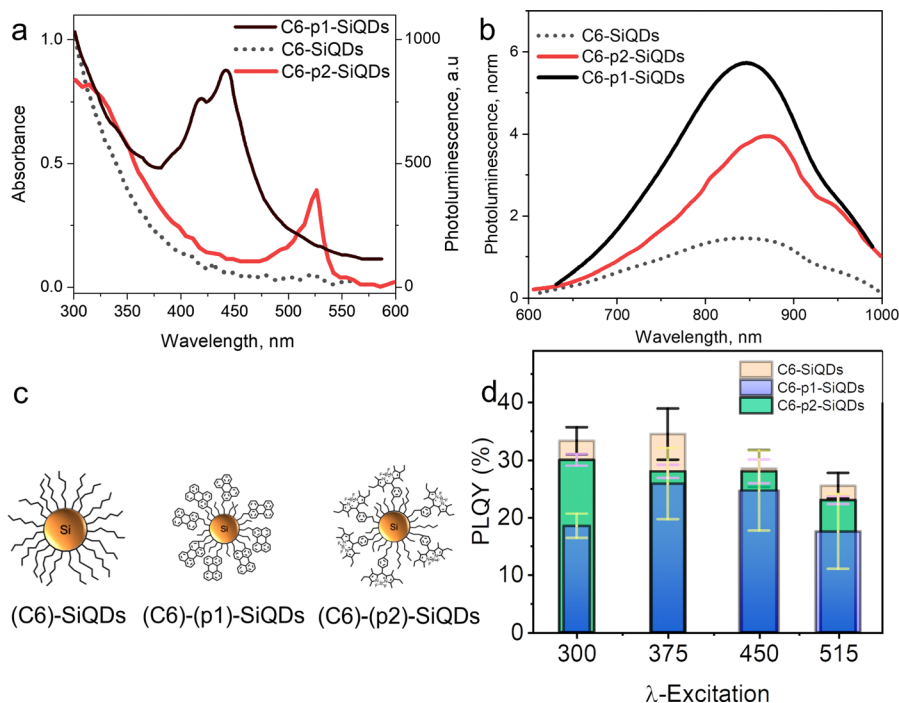 a
C6-p1-SiQDs
C6-SiQDs
C6-p2-SiQDs
1.0
0.5
0.0
Absorbance
1000
500
0
Photoluminescence, a.u
300 350 400 450 500 550 600
Wavelength, nm
b
C6-SiQDs
C6-p2-SiQDs
C6-p1-SiQDs
6
4
2
0
Photoluminescence, norm
600 700 800 900 1000
Wavelength, nm
c
Si
Si
Si
(C6)-SiQDs (C6)-(p1)-SiQDs (C6)-(p2)-SiQDs
d
C6-SiQDs
C6-p1-SiQDs
C6-p2-SiQDs
40
30
20
10
0
PLQY (%)
300 375 450 515
λ-Excitation